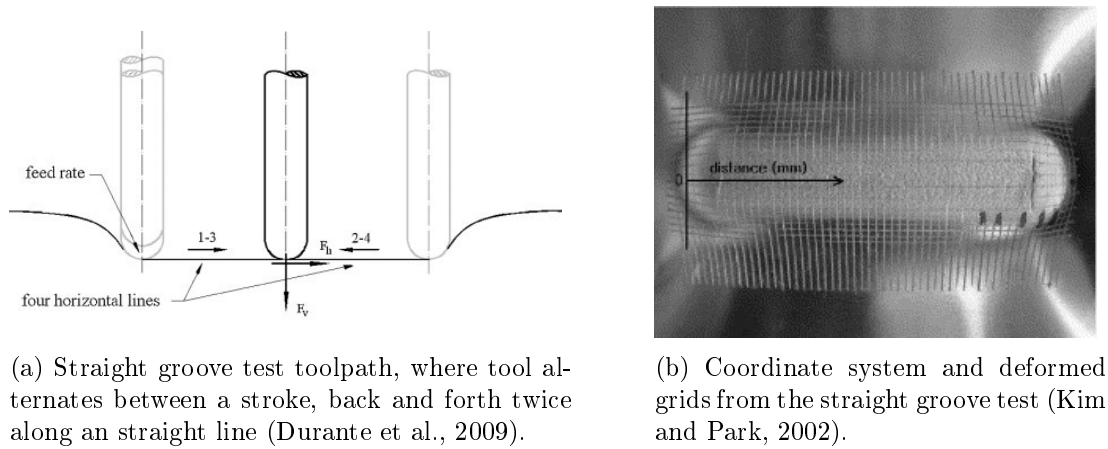 feed rate
1-3
2-4
F_h
four horizontal lines
F_v
(a) Straight groove test toolpath, where tool al-
ternates between a stroke, back and forth twice
along an straight line (Durante et al., 2009).
distance (mm)
0
(b) Coordinate system and deformed
grids from the straight groove test (Kim
and Park, 2002).